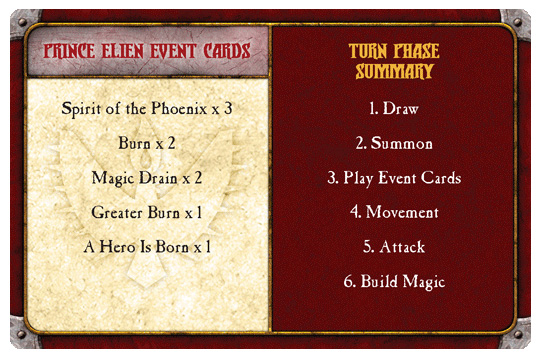 PRINCE ELIEN EVENT CARDS
Spirit of the Phoenix x 3
Burn x 2
Magic Drain x 2
Greater Burn x 1
A Hero Is Born x 1
TURN PHASE
SUMMARY
1. Draw
2. Summon
3. Play Event Cards
4. Movement
5. Attack
6. Build Magic